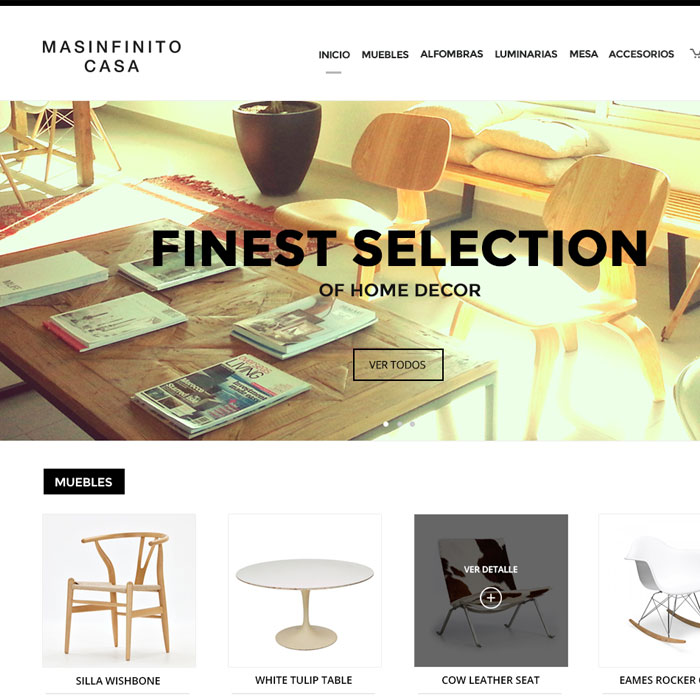 MASINFINITO
CASA
INICIO MUEBLES ALFOMBRAS LUMINARIAS MESA ACCESORIOS
FINEST SELECTION
OF HOME DECOR
VER TODOS
LIVING
MUEBLES
VER DETALLE
SILLA WISHBONE
WHITE TULIP TABLE
COW LEATHER SEAT
EAMES ROCKER